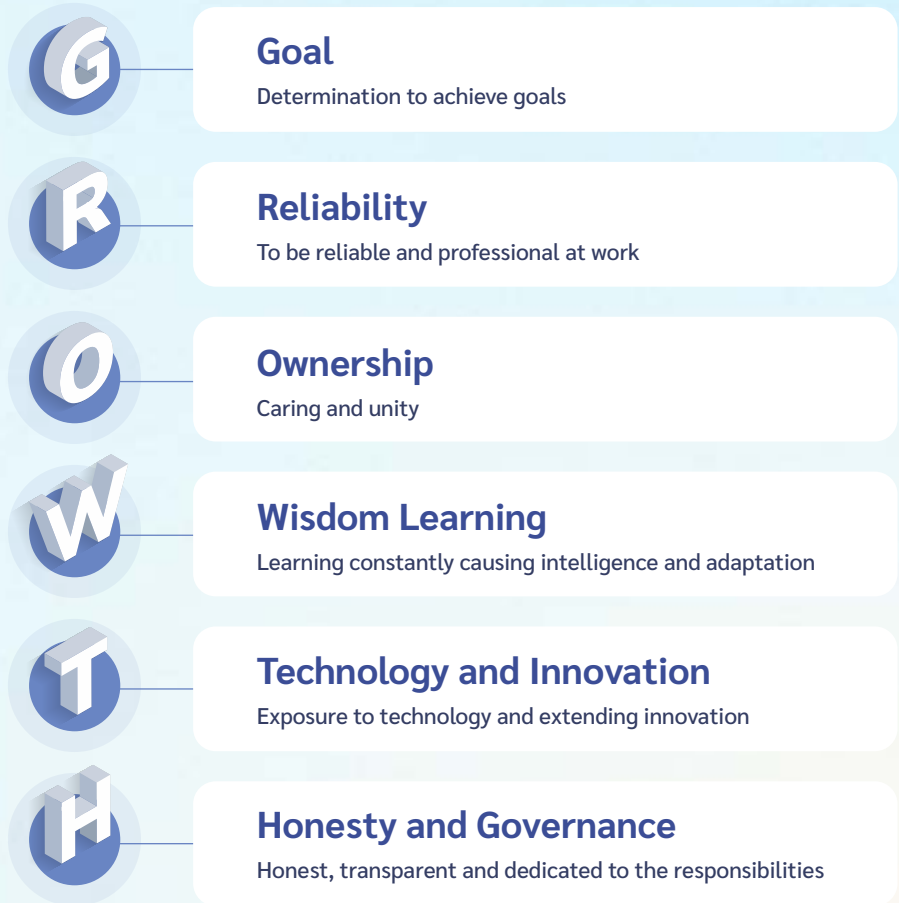 G
Goal
Determination to achieve goals
R
Reliability
To be reliable and professional at work
O
Ownership
Caring and unity
W
Wisdom Learning
Learning constantly causing intelligence and adaptation
T
Technology and Innovation
Exposure to technology and extending innovation
H
Honesty and Governance
Honest, transparent and dedicated to the responsibilities